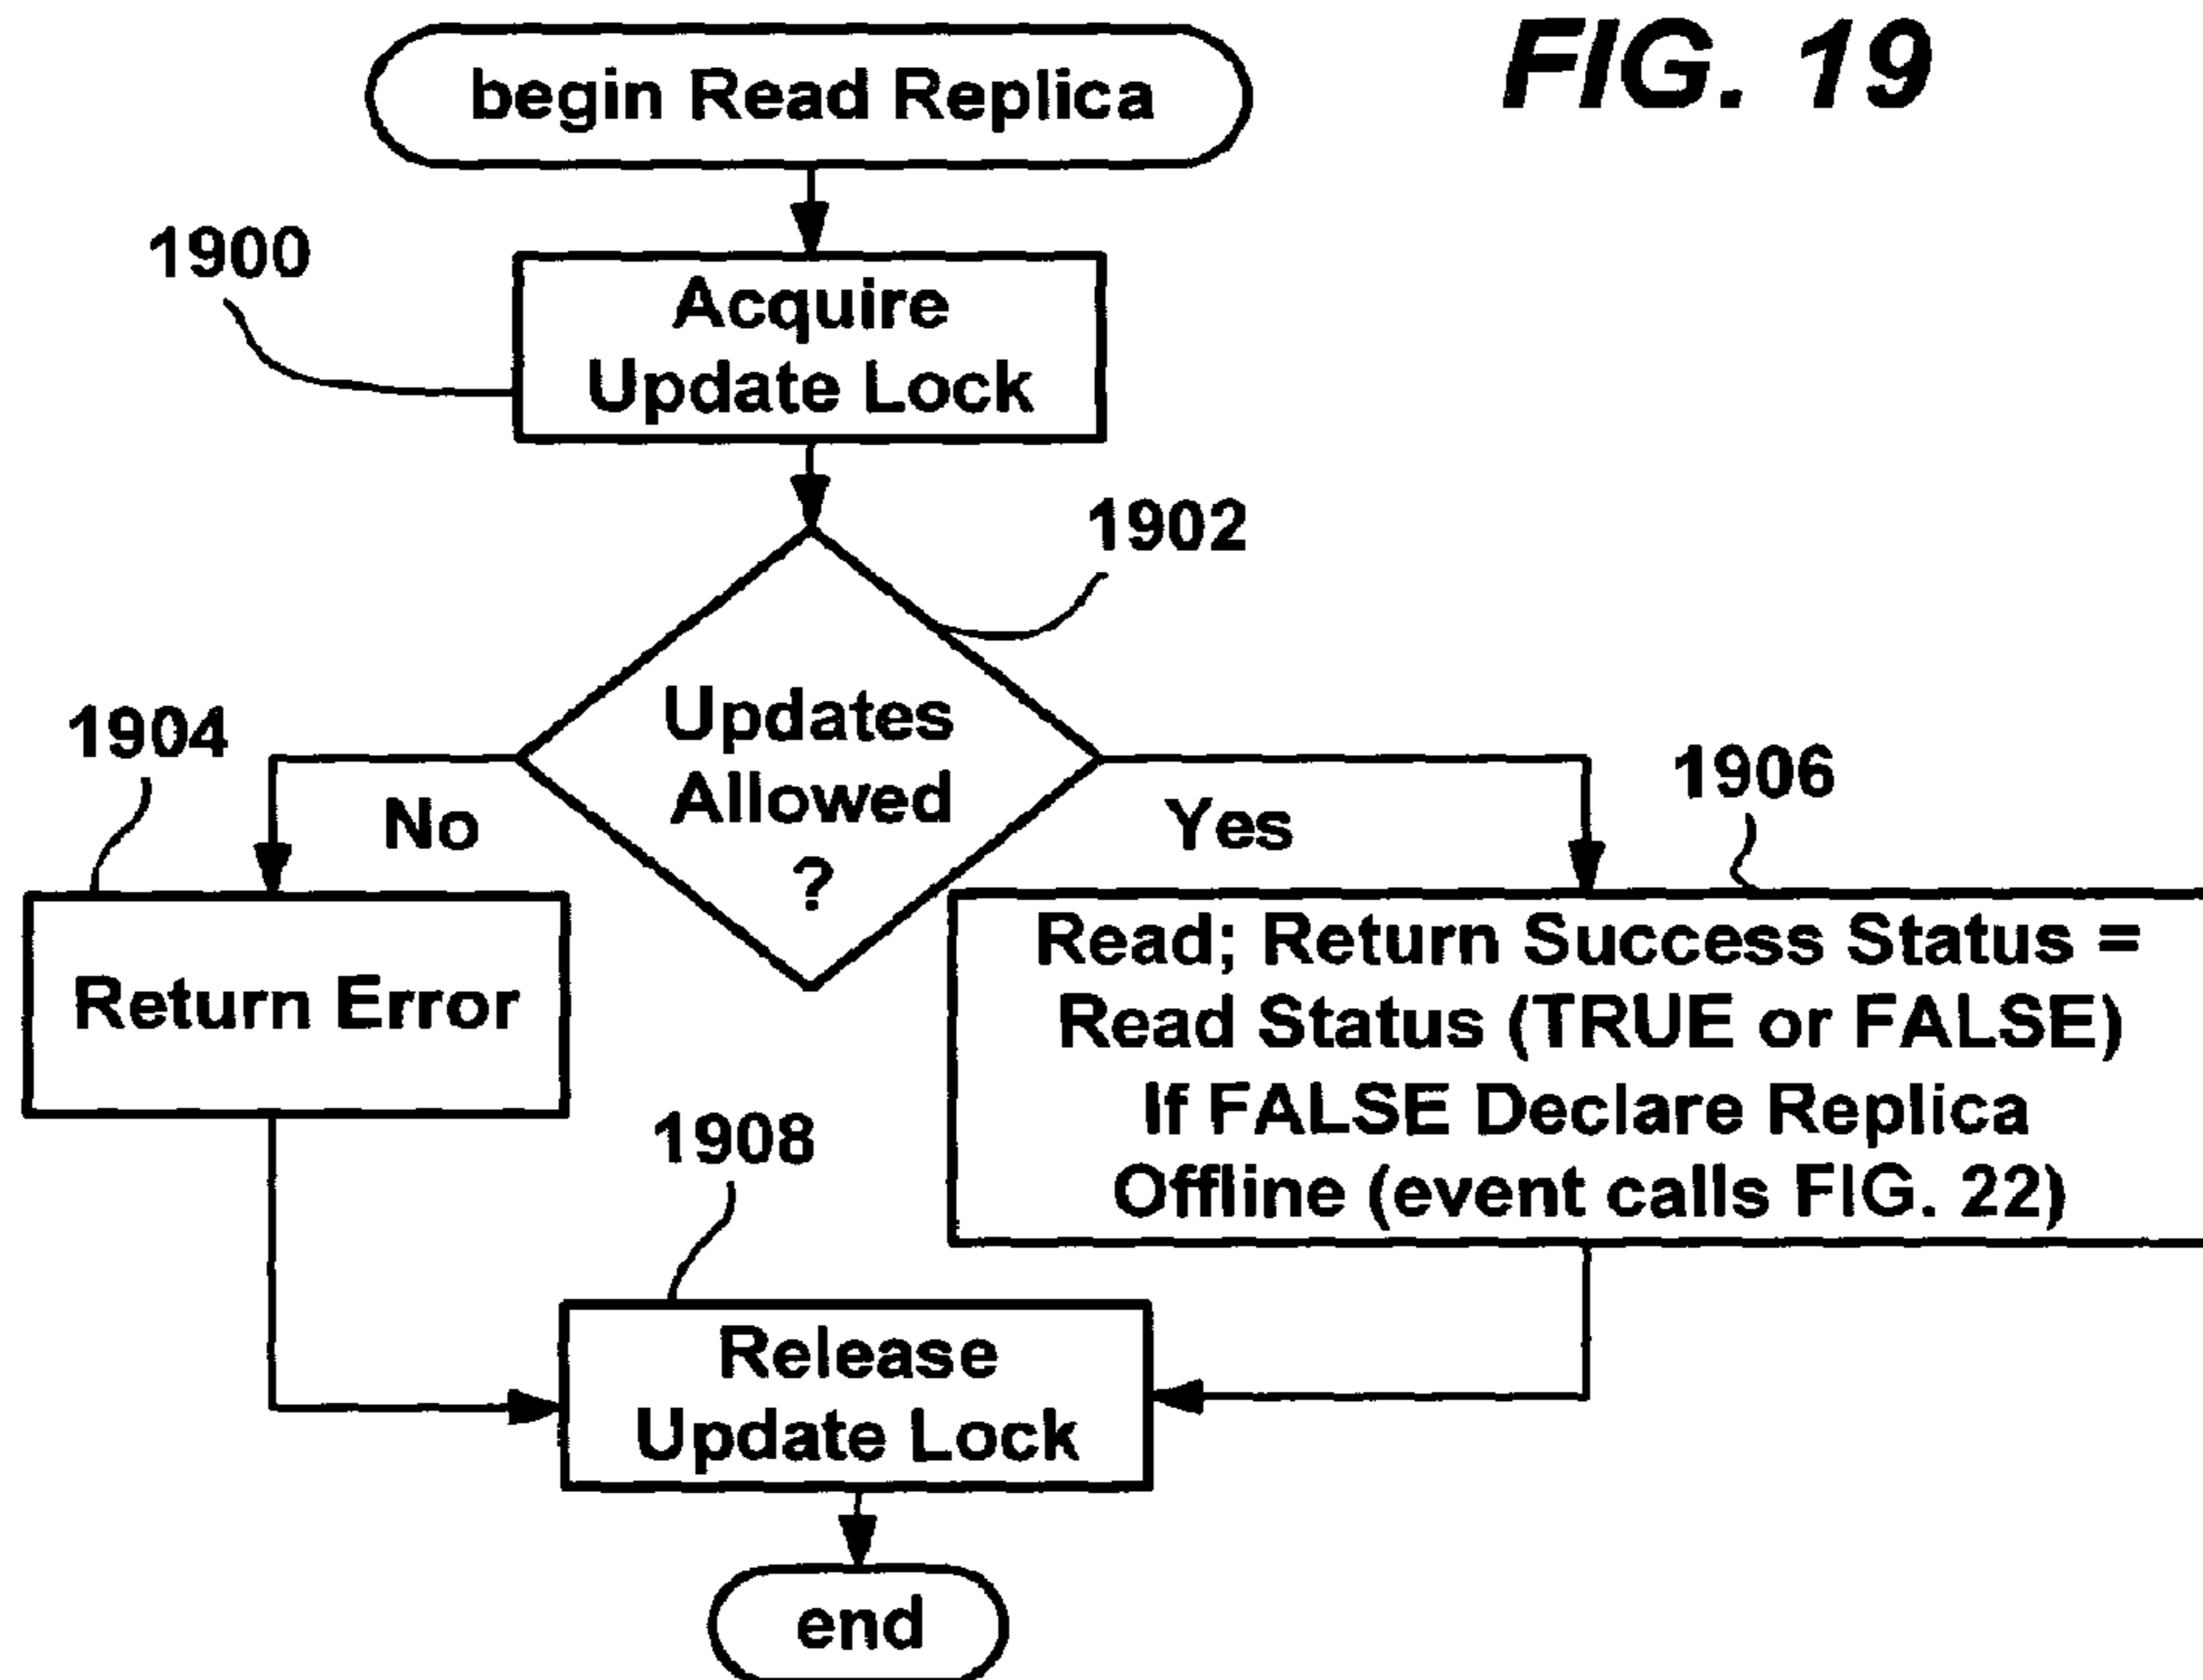 FIG. 19
begin Read Replica
1900
Acquire
Update Lock
1902
Updates
Allowed
?
No
Yes
1904
Return Error
1906
Read; Return Success Status =
Read Status (TRUE or FALSE)
If FALSE Declare Replica
Offline (event calls FIG. 22)
1908
Release
Update Lock
end